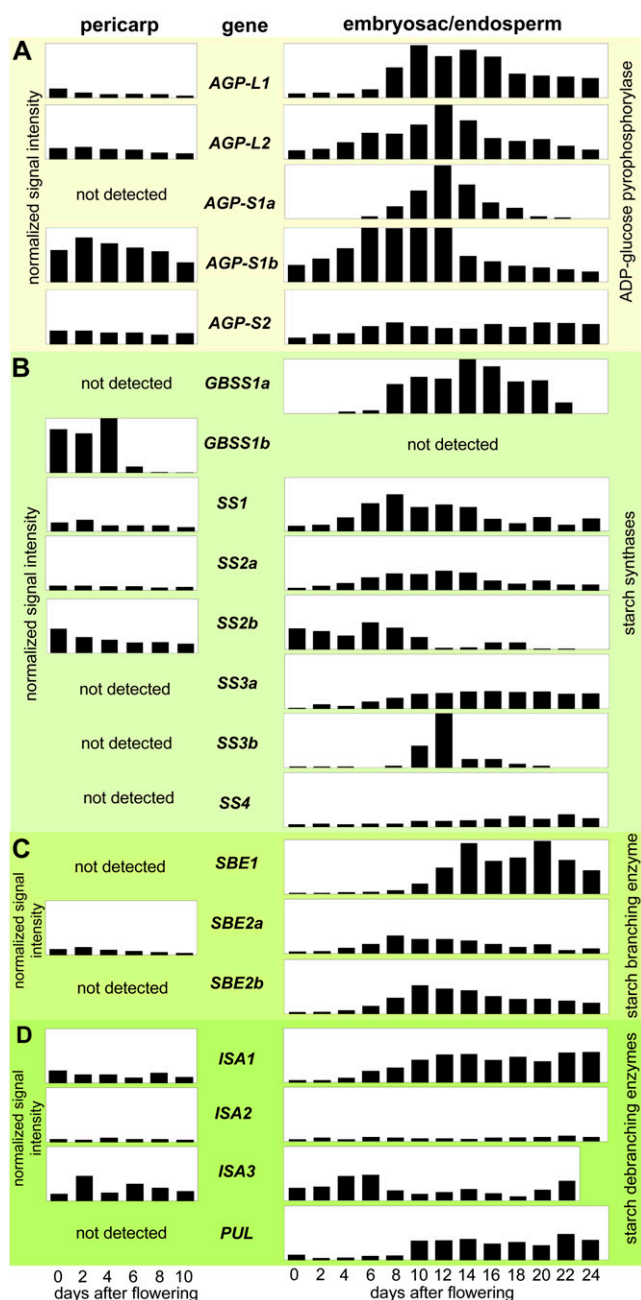 pericarp gene embryosac/endosperm
A
normalized signal intensity
AGP-L1
AGP-L2
not detected AGP-S1a
AGP-S1b
AGP-S2
ADP-glucose pyrophosphorylase
B
normalized signal intensity
not detected GBSS1a
GBSS1b not detected
SS1
SS2a
SS2b
not detected SS3a
not detected SS3b
not detected SS4
starch synthases
C
normalized signal
intensity
not detected SBE1
SBE2a
not detected SBE2b
starch branching enzyme
D
normalized signal
intensity
ISA1
ISA2
ISA3
not detected PUL
starch debranching enzymes
0 2 4 6 8 10 0 2 4 6 8 10 12 14 16 18 20 22 24
days after flowering days after flowering